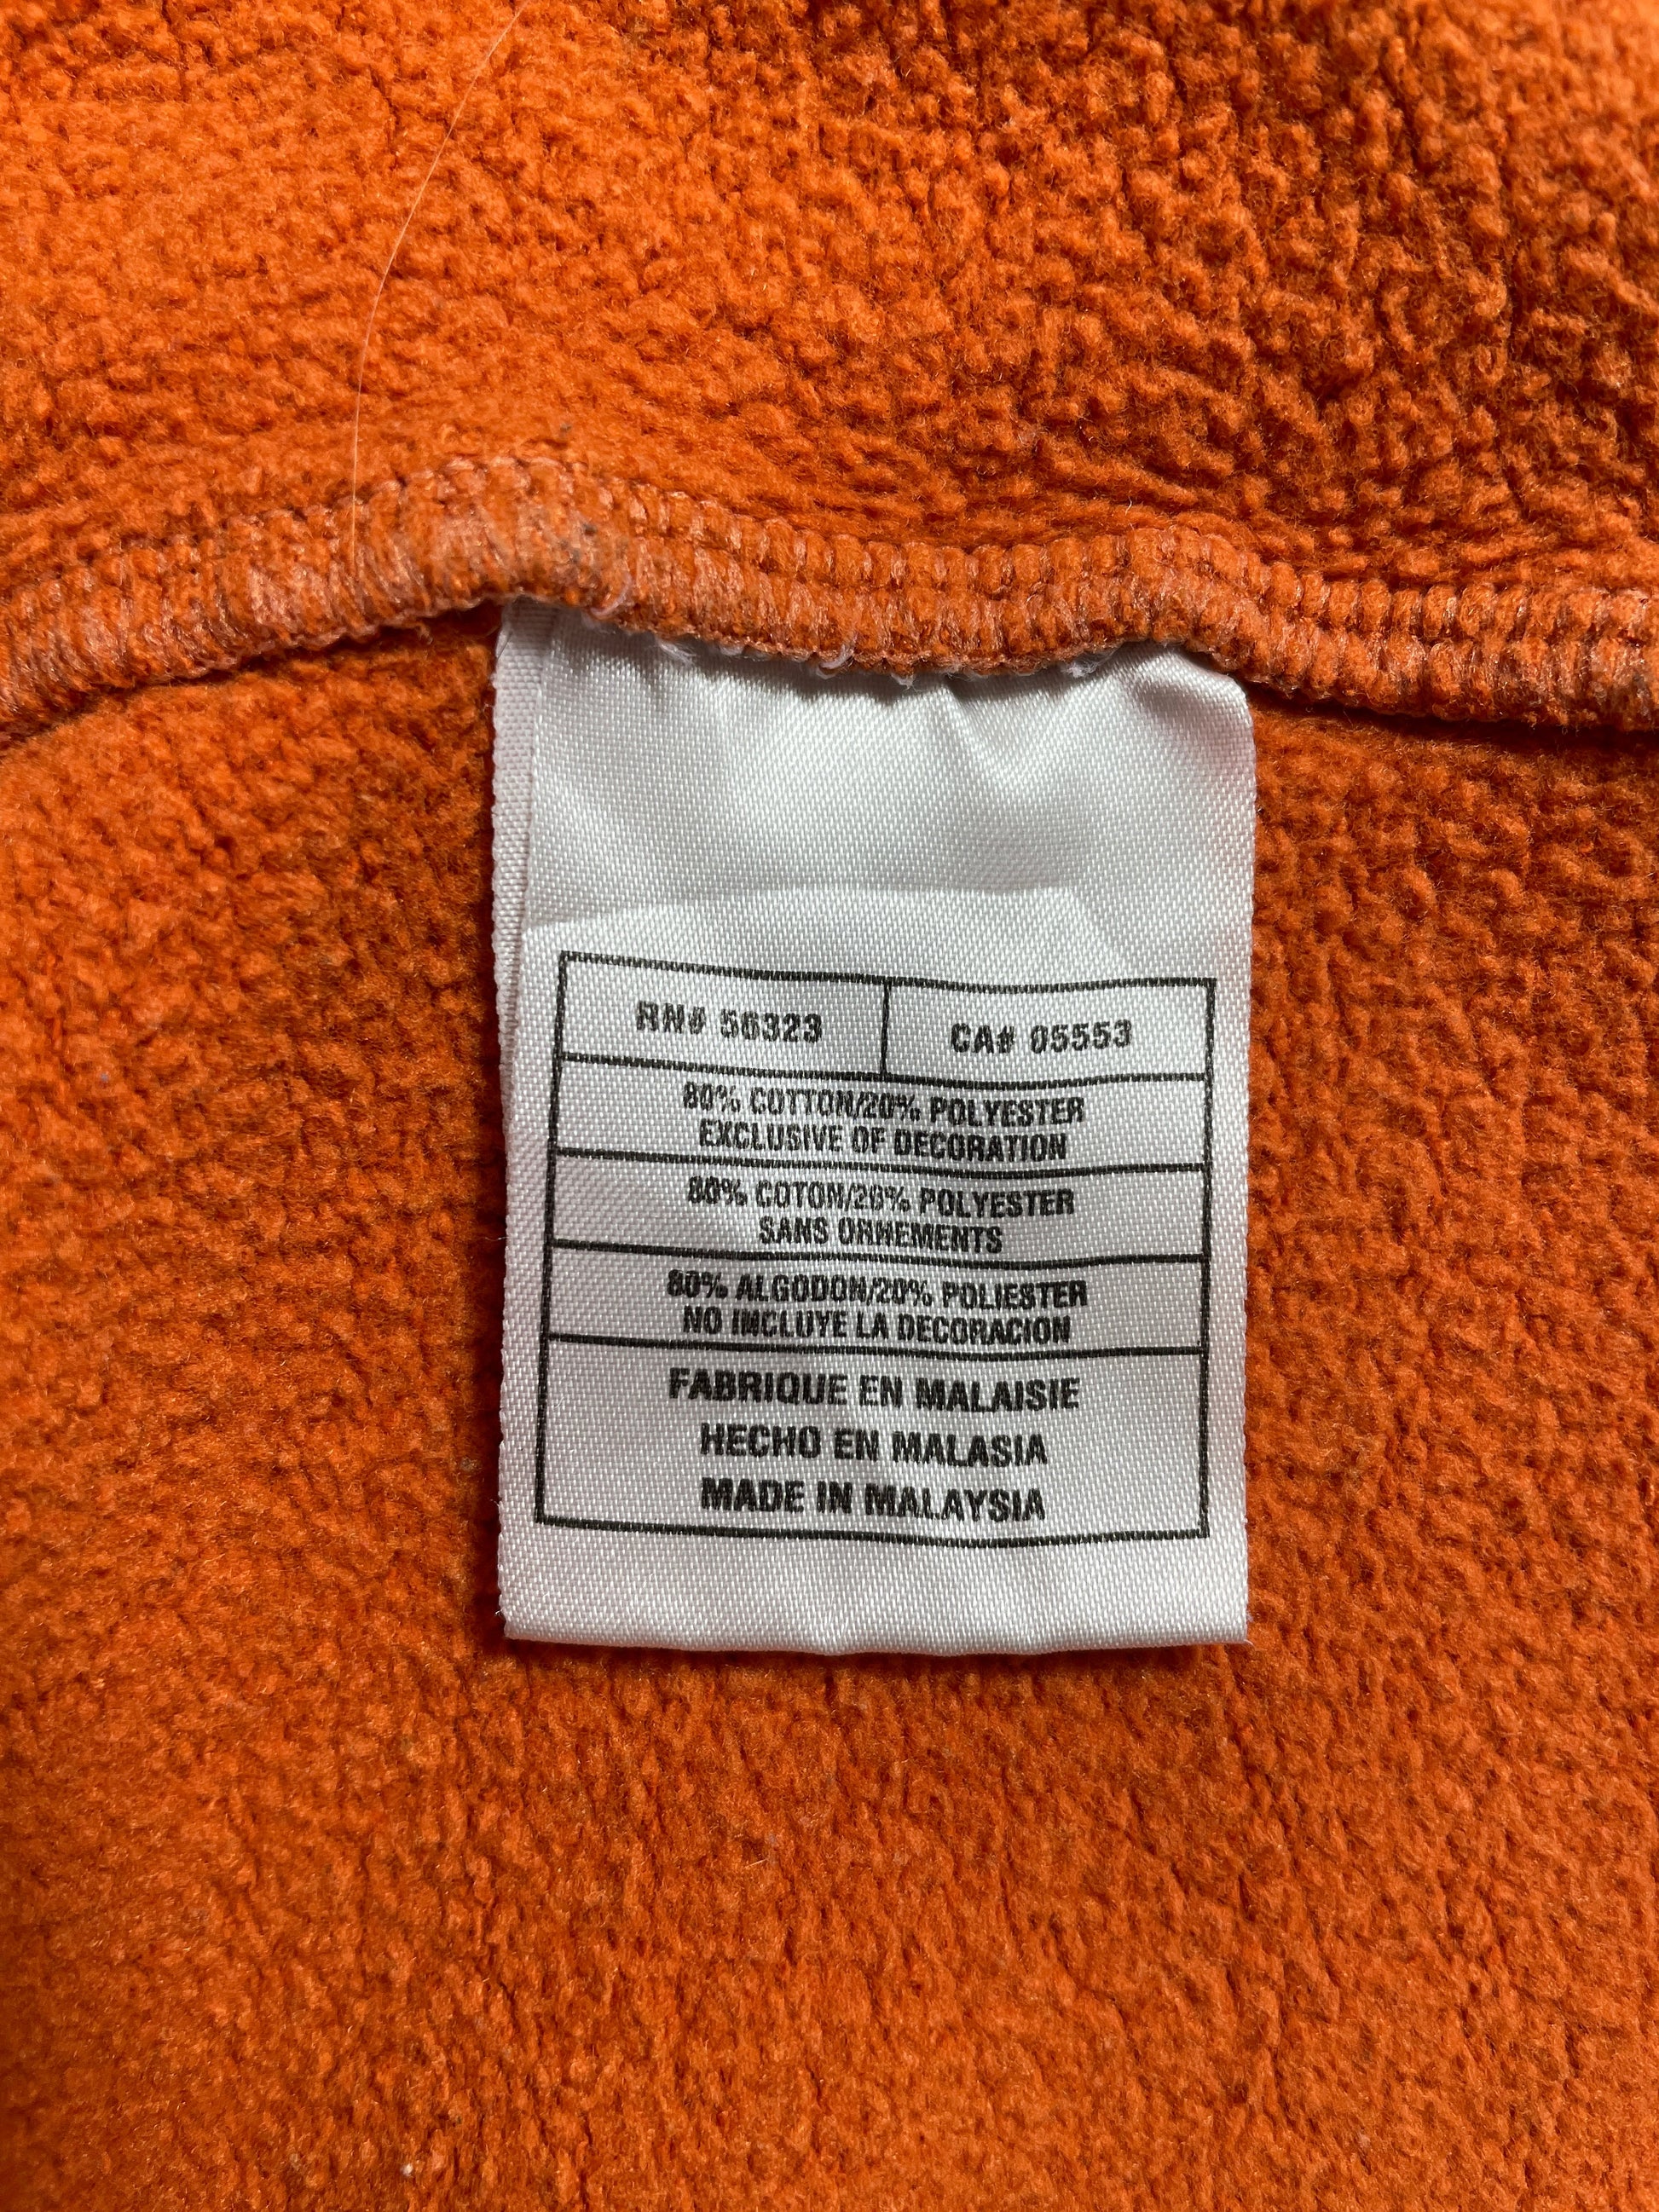 RN# 56323
CA# 05553
80% COTTON/20% POLYESTER
EXCLUSIVE OF DECORATION
80% COTON/20% POLYESTER
SANS ORNEMENTS
80% ALGODON/20% POLIESTER
NO INCLUYE LA DECORACION
FABRIQUE EN MALAISIE
HECHO EN MALASIA
MADE IN MALAYSIA